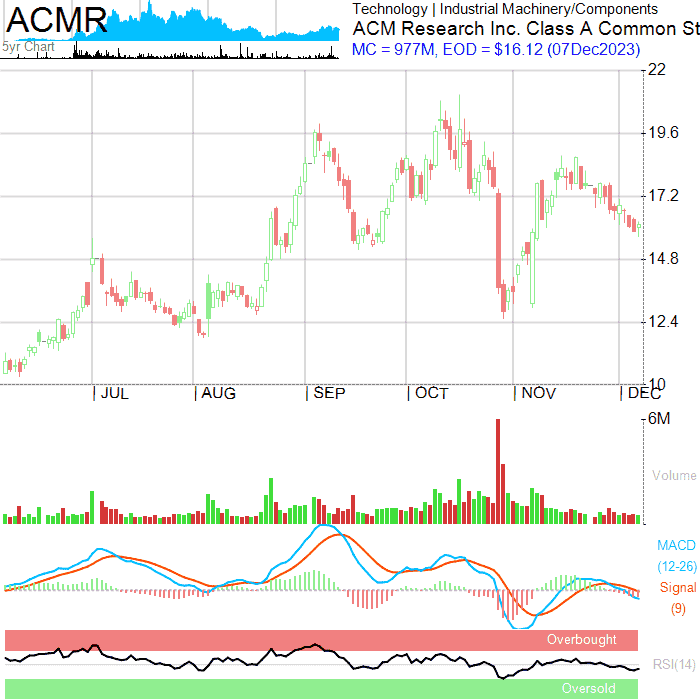 ACMR
5yr Chart
Technology | Industrial Machinery/Components
ACM Research Inc. Class A Common St
MC = 977M, EOD = $16.12 (07Dec2023)
22
19.6
17.2
14.8
12.4
10
| JUL | AUG | SEP | OCT | NOV | DEC
6M
Volume
MACD
(12-26)
Signal
(9)
Overbought
RSI(14)
Oversold